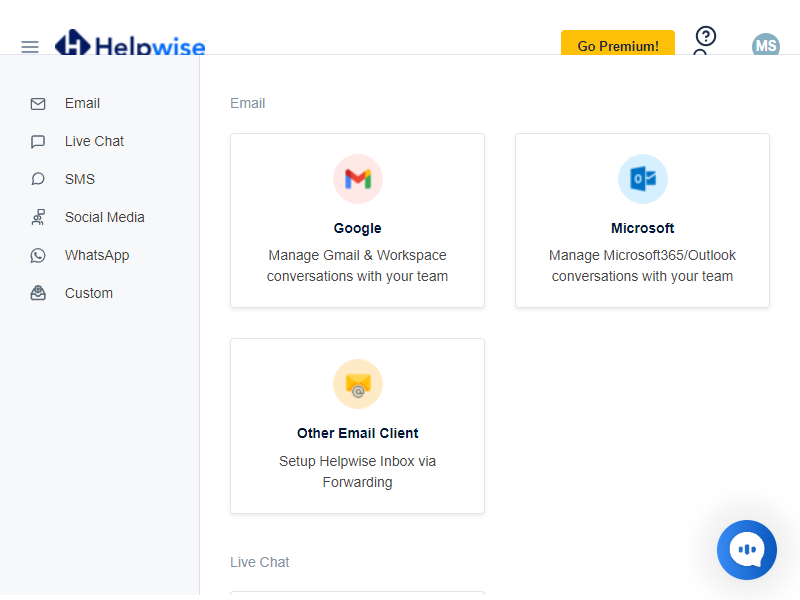 Helpwise
Go Premium!
MS
Email
Live Chat
SMS
Social Media
WhatsApp
Custom
Email
Google
Manage Gmail & Workspace
conversations with your team
Microsoft
Manage Microsoft365/Outlook
conversations with your team
Other Email Client
Setup Helpwise Inbox via
Forwarding
Live Chat